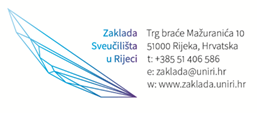 Zaklada
Sveučilišta
u Rijeci
Trg braće Mažuranića 10
51000 Rijeka, Hrvatska
t: +385 51 406 586
e: zaklada@uniri.hr
w: www.zaklada.uniri.hr